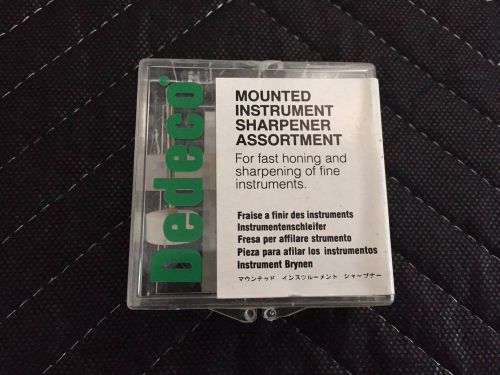 Dedeco®
MOUNTED
INSTRUMENT
SHARPENER
ASSORTMENT
For fast honing and
sharpening of fine
instruments.
Fraise a finir des instruments
Instrumentenschleifer
Fresa per affilare strumento
Pieza para afilar los instrumentos
Instrument Brynen
マウンテッド インスツルーメント シャープナー